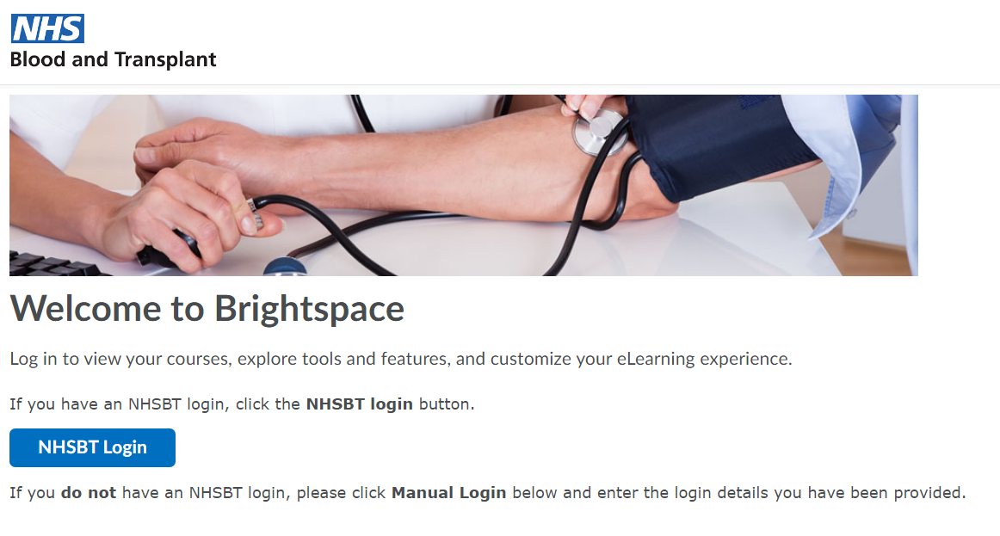 NHS
Blood and Transplant
Welcome to Brightspace
Log in to view your courses, explore tools and features, and customize your eLearning experience.
If you have an NHSBT login, click the NHSBT login button.
NHSBT Login
If you do not have an NHSBT login, please click Manual Login below and enter the login details you have been provided.